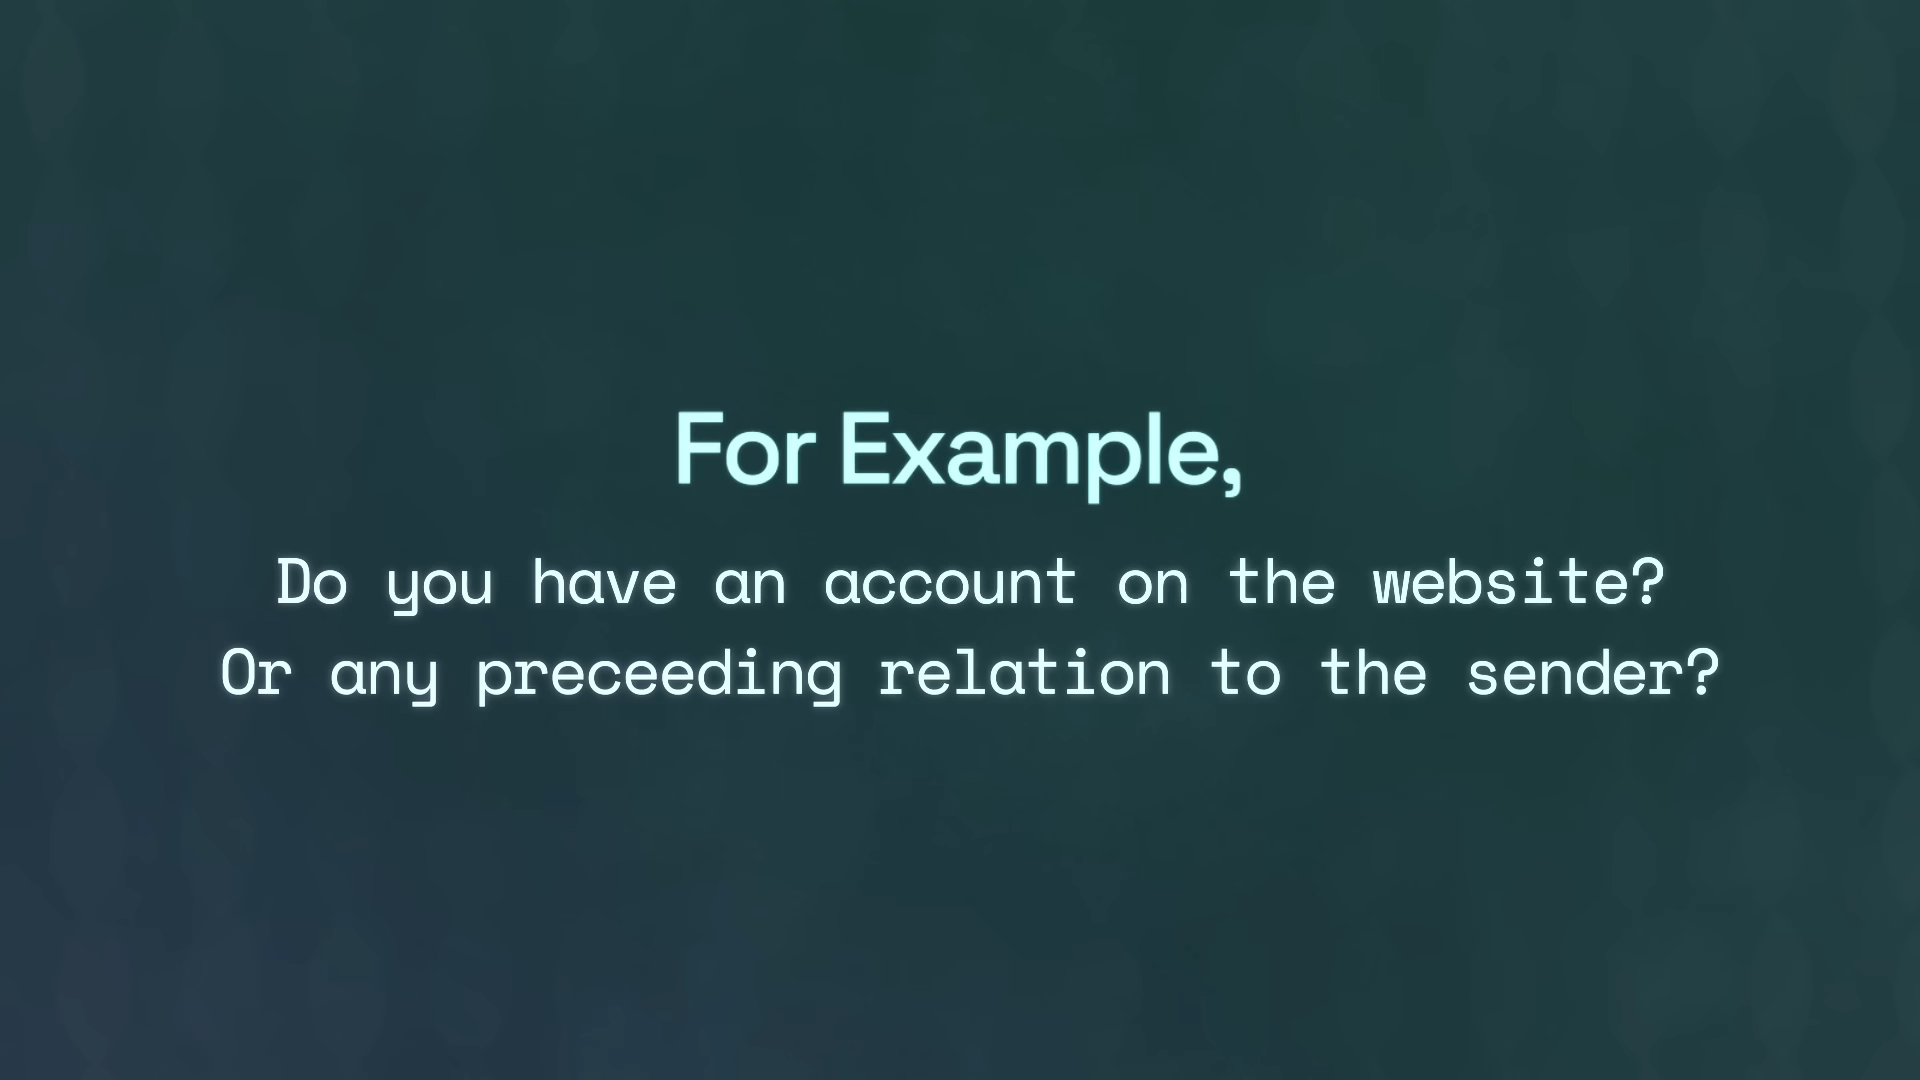 For Example,
Do you have an account on the website?
Or any preceeding relation to the sender?